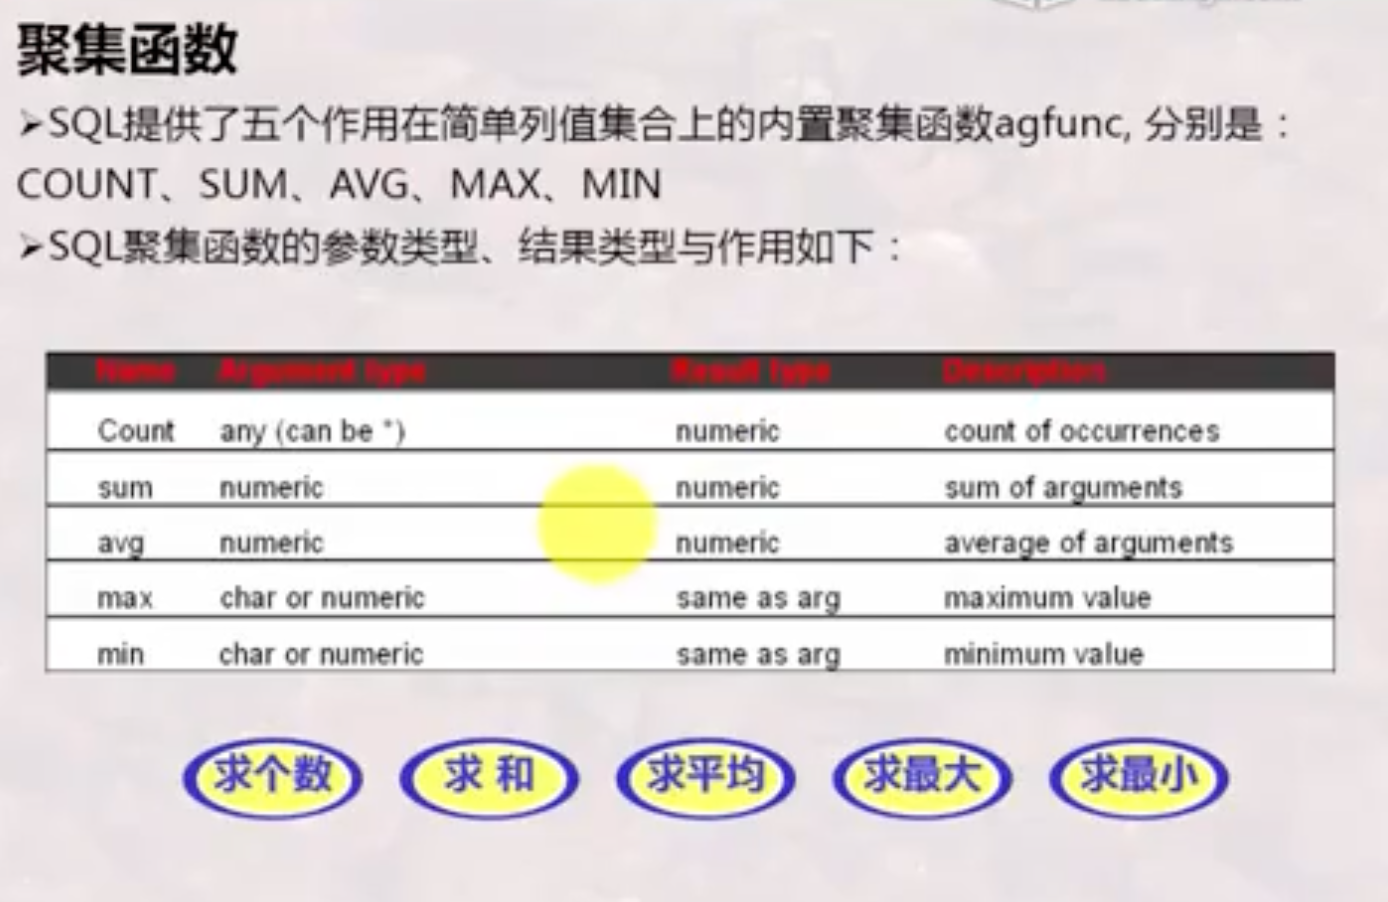 聚集函数
➢SQL提供了五个作用在简单列值集合上的内置聚集函数agfunc, 分别是：
COUNT、SUM、AVG、MAX、MIN
➢SQL聚集函数的参数类型、结果类型与作用如下：
Name Argument type Result type Description
Count any (can be *) numeric count of occurrences
sum numeric numeric sum of arguments
avg numeric numeric average of arguments
max char or numeric same as arg maximum value
min char or numeric same as arg minimum value
求个数 求 和 求平均 求最大 求最小